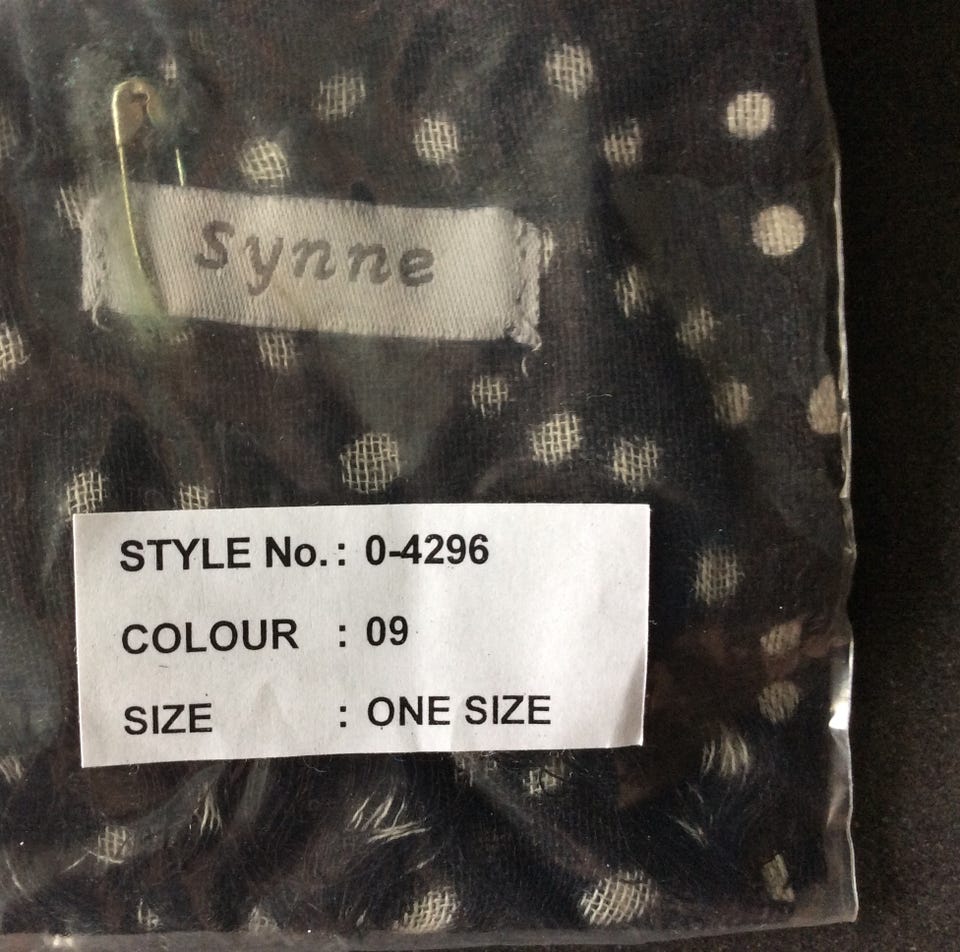 Synne
STYLE No. : 0-4296
COLOUR : 09
SIZE : ONE SIZE